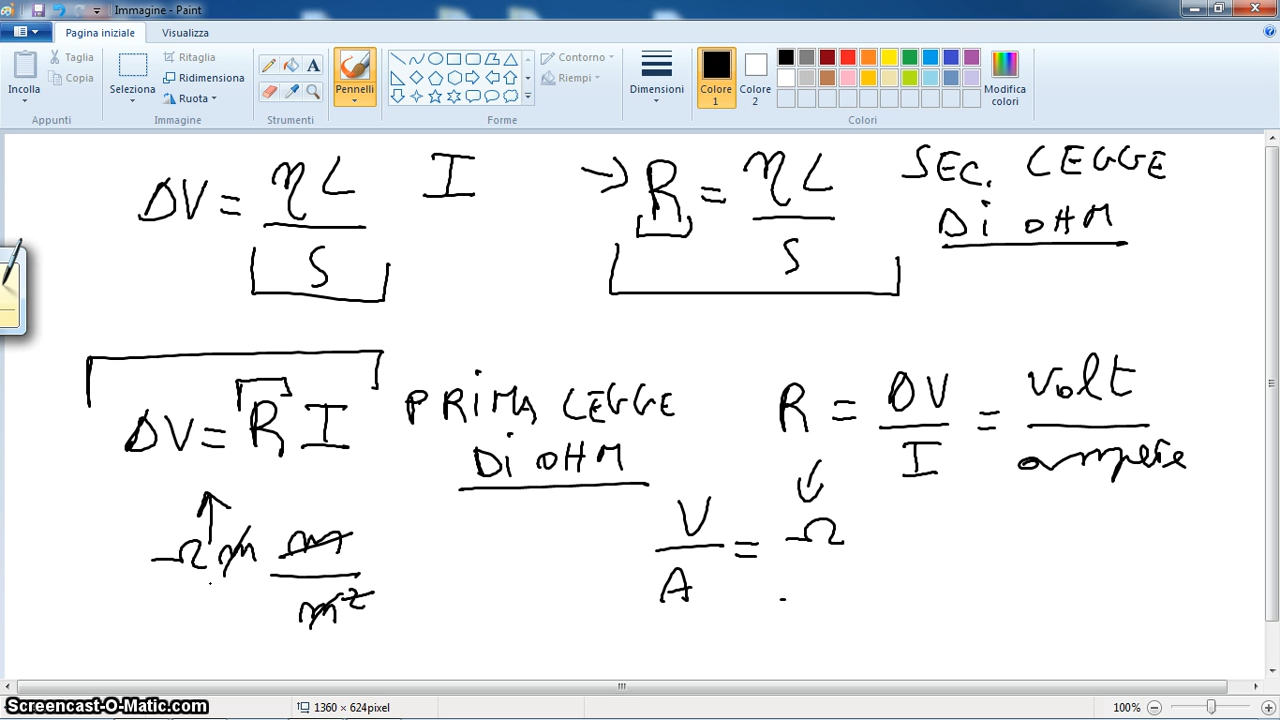 Immagine - Paint
Pagina iniziale
Visualizza
Incolla
Taglia
Copia
Appunti
Seleziona
Ritaglia
Ridimensiona
Ruota
Immagine
A
Strumenti
Pennelli
Contorno
Riempi
Forme
Dimensioni
Colore 1
Colore 2
Modifica colori
Colori
ΔV = ηL/S I → R = ηL/S SEC. LEGGE
Di OHM
ΔV = R I PRiMA LEGGE
Di OHM
R = ΔV/I = Volt/ampere
Ω m m/m²
V/A = Ω
Screencast-O-Matic.com
1360 × 624pixel
100%